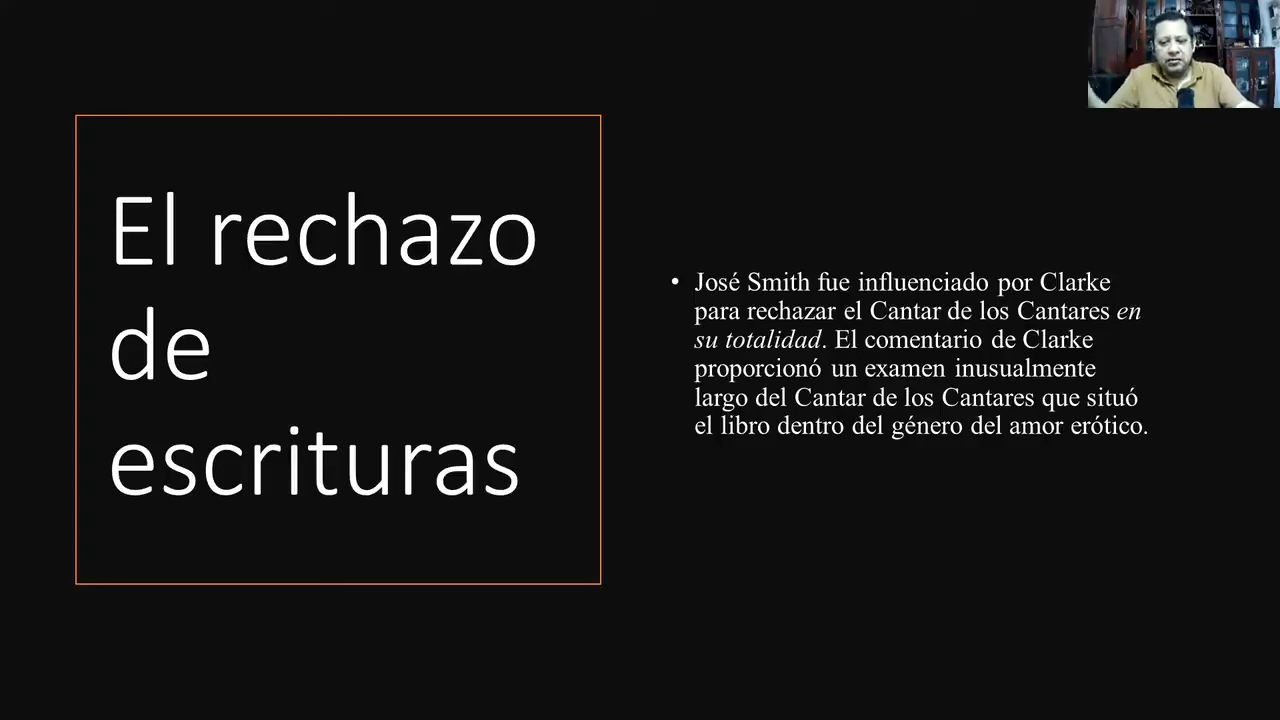 El rechazo
de
escrituras
• José Smith fue influenciado por Clarke
para rechazar el Cantar de los Cantares en
su totalidad. El comentario de Clarke
proporcionó un examen inusualmente
largo del Cantar de los Cantares que situó
el libro dentro del género del amor erótico.